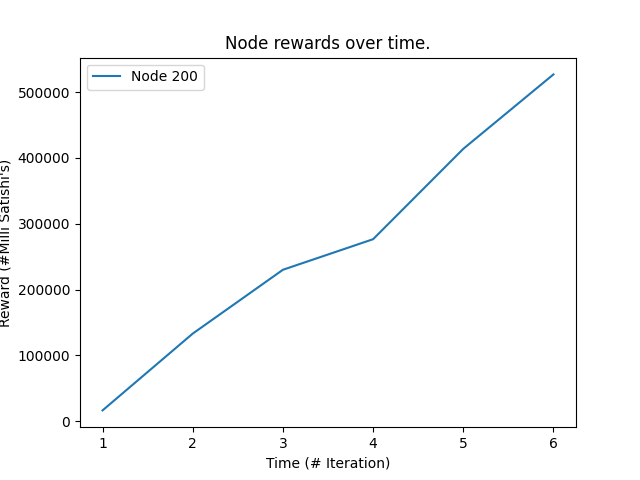 Node rewards over time.
Node 200
500000
400000
300000
200000
100000
0
Reward (#Milli Satishi's)
1 2 3 4 5 6
Time (# Iteration)